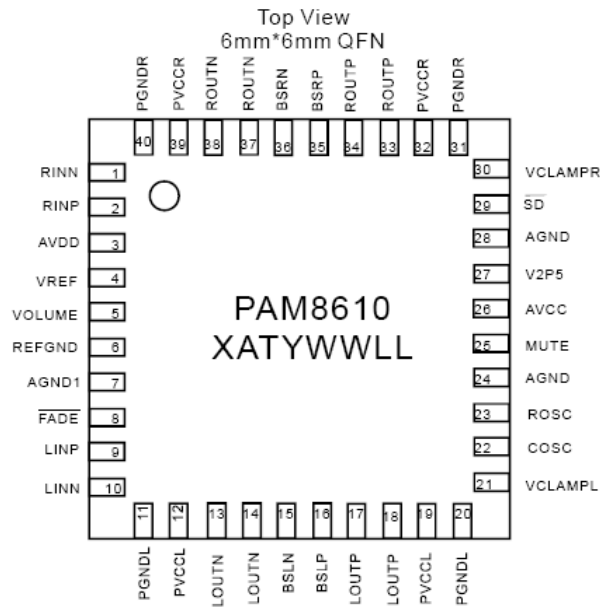 Top View
6mm*6mm QFN
PGNDR PVCCR ROUTN ROUTN BSRN BSRP ROUTP ROUTP PVCCR PGNDR
40 39 38 37 36 35 34 33 32 31
RINN 1
RINP 2
AVDD 3
VREF 4
VOLUME 5
REFGND 6
AGND1 7
FADE 8
LINP 9
LINN 10
PAM8610
XATYWWLL
30 VCLAMPR
29 SD
28 AGND
27 V2P5
26 AVCC
25 MUTE
24 AGND
23 ROSC
22 COSC
21 VCLAMPL
11 12 13 14 15 16 17 18 19 20
PGNDL PVCCL LOUTN LOUTN BSLN BSLP LOUTP LOUTP PVCCL PGNDL